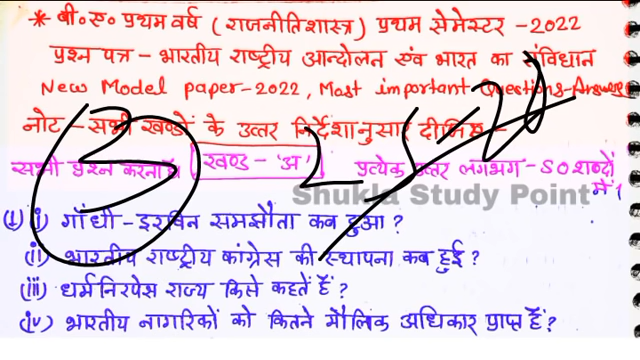 * बी०ए० प्रथम वर्ष ( राजनीतिशास्त्र ) प्रथम सेमेस्टर -2022
प्रश्न पत्र - भारतीय राष्ट्रीय आन्दोलन एंव भारत का संविधान
New Model paper-2022, Most important Questions-Answer
नोट - सभी खण्डों के उत्तर निर्देशानुसार दीजिए -
सभी प्रश्न करना है। खण्ड - 'अ' प्रत्येक उत्तर लगभग - 50 शब्दों में।
Shukla Study Point
(1) (i) गाँधी - इरविन समझौता कब हुआ ?
(ii) भारतीय राष्ट्रीय कांग्रेस की स्थापना कब हुई ?
(iii) धर्मनिरपेक्ष राज्य किसे कहतें हैं ?
(iv) भारतीय नागरिकों को कितने मौलिक अधिकार प्राप्त हैं ?